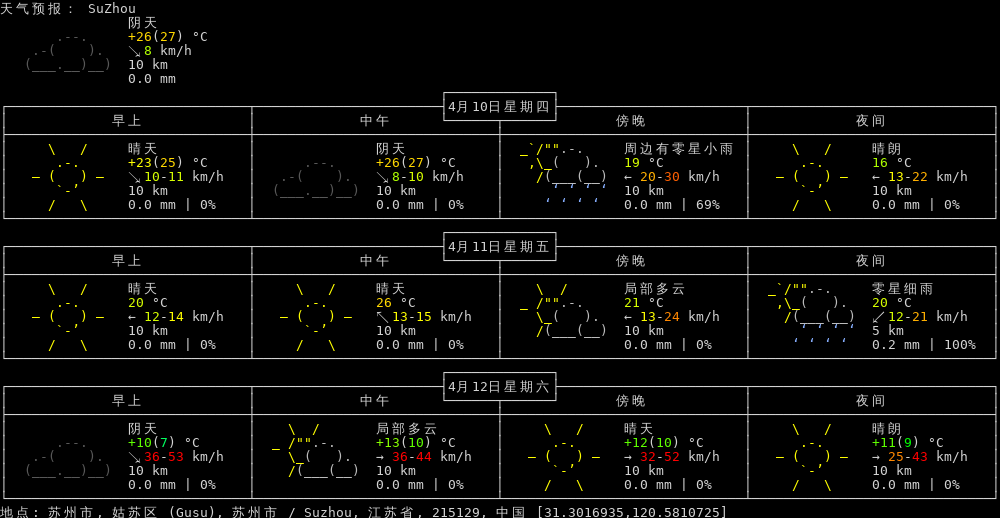 天气预报: SuZhou
阴天
+26(27) °C
↘ 8 km/h
10 km
0.0 mm
4月10日星期四
早上 中午 傍晚 夜间
晴天 阴天 周边有零星小雨 晴朗
+23(25) °C +26(27) °C 19 °C 16 °C
↘ 10-11 km/h ↘ 8-10 km/h ← 20-30 km/h ← 13-22 km/h
10 km 10 km 10 km 10 km
0.0 mm | 0% 0.0 mm | 0% 0.0 mm | 69% 0.0 mm | 0%
4月11日星期五
早上 中午 傍晚 夜间
晴天 晴天 局部多云 零星细雨
20 °C 26 °C 21 °C 20 °C
← 12-14 km/h ↖ 13-15 km/h ← 13-24 km/h ↙ 12-21 km/h
10 km 10 km 10 km 5 km
0.0 mm | 0% 0.0 mm | 0% 0.0 mm | 0% 0.2 mm | 100%
4月12日星期六
早上 中午 傍晚 夜间
阴天 局部多云 晴天 晴朗
+10(7) °C +13(10) °C +12(10) °C +11(9) °C
↘ 36-53 km/h → 36-44 km/h → 32-52 km/h → 25-43 km/h
10 km 10 km 10 km 10 km
0.0 mm | 0% 0.0 mm | 0% 0.0 mm | 0% 0.0 mm | 0%
地点: 苏州市, 姑苏区 (Gusu), 苏州市 / Suzhou, 江苏省, 215129, 中国 [31.3016935,120.5810725]